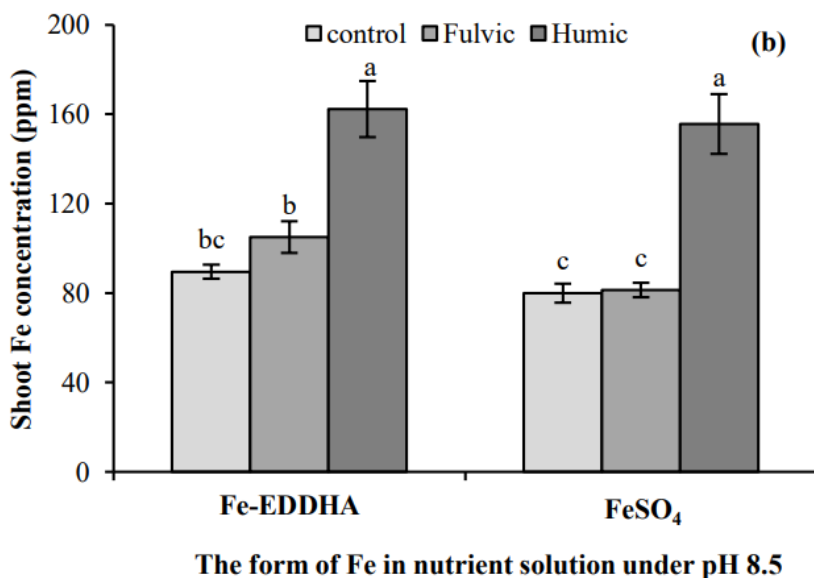 200
control Fulvic Humic
(b)
a
a
160
Shoot Fe concentration (ppm)
120
b
bc
c
c
80
40
0
Fe-EDDHA
FeSO₄
The form of Fe in nutrient solution under pH 8.5